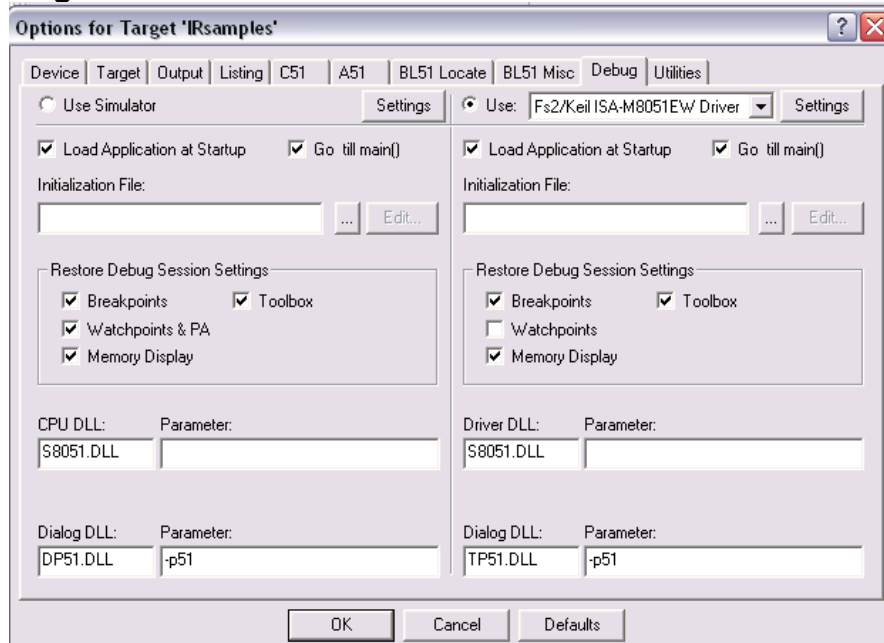 Options for Target 'IRsamples'
Device Target Output Listing C51 A51 BL51 Locate BL51 Misc Debug Utilities
Use Simulator Settings
Use: Fs2/Keil ISA-M8051EW Driver Settings
Load Application at Startup Go till main()
Load Application at Startup Go till main()
Initialization File:
Initialization File:
... Edit...
... Edit...
Restore Debug Session Settings
Breakpoints Toolbox
Watchpoints & PA
Memory Display
Restore Debug Session Settings
Breakpoints Toolbox
Watchpoints
Memory Display
CPU DLL: Parameter:
S8051.DLL
Driver DLL: Parameter:
S8051.DLL
Dialog DLL: Parameter:
DP51.DLL -p51
Dialog DLL: Parameter:
TP51.DLL -p51
OK Cancel Defaults